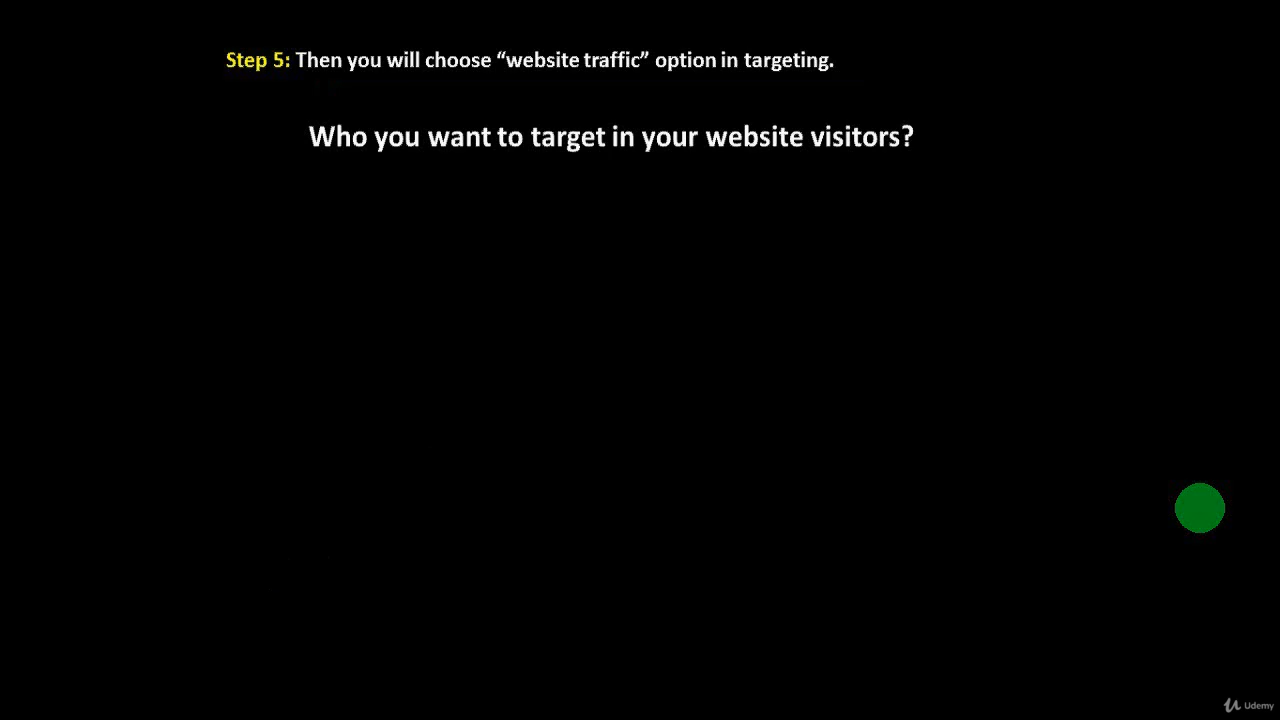 Step 5: Then you will choose “website traffic” option in targeting.
Who you want to target in your website visitors?
Udemy